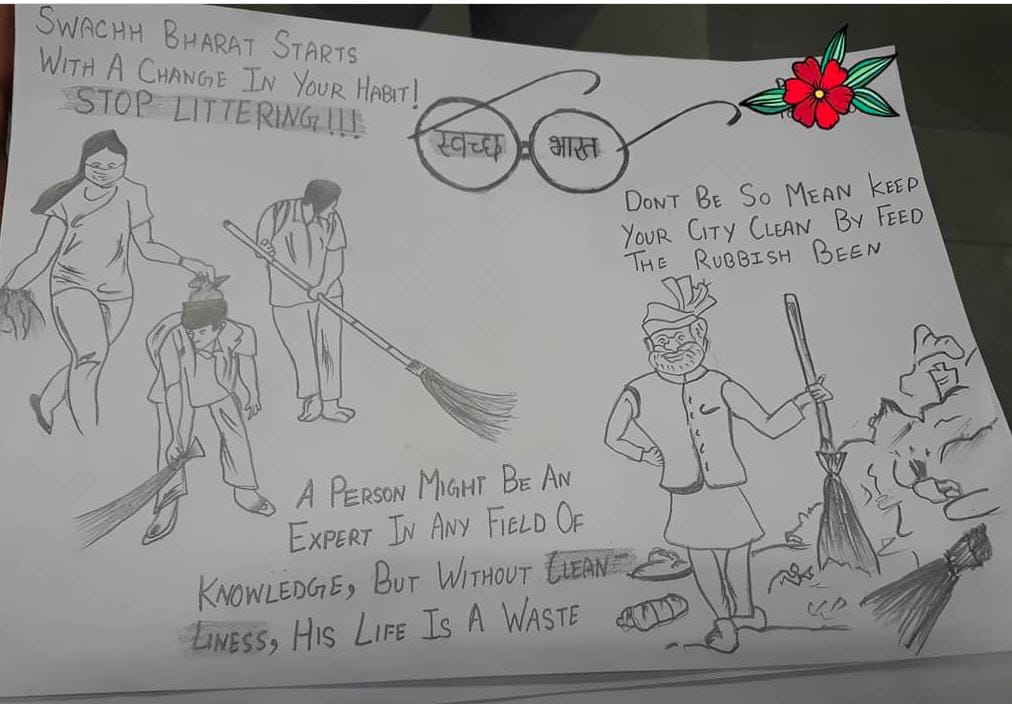 SWACHH BHARAT STARTS
WITH A CHANGE IN YOUR HABIT!
STOP LITTERING!!!
स्वच्छ भारत
DONT BE SO MEAN KEEP
YOUR CITY CLEAN BY FEED
THE RUBBISH BEEN
A PERSON MIGHT BE AN
EXPERT IN ANY FIELD OF
KNOWLEDGE, BUT WITHOUT CLEAN
LINESS, HIS LIFE IS A WASTE